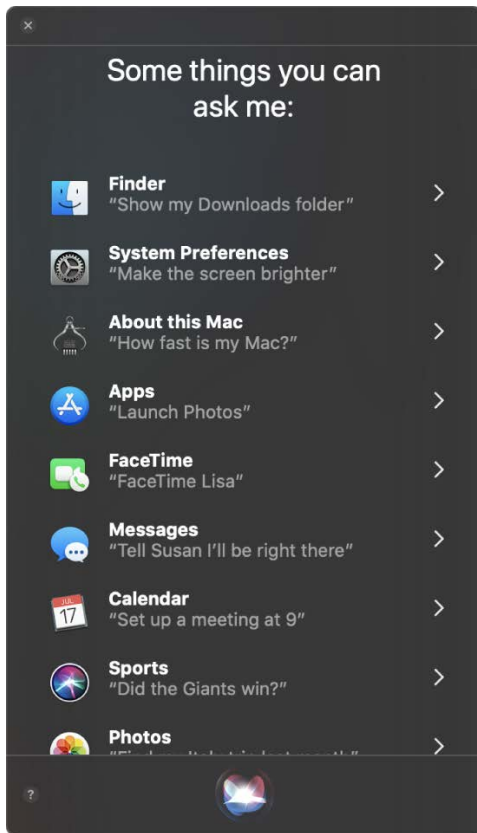 Some things you can
ask me:
Finder
“Show my Downloads folder”
System Preferences
“Make the screen brighter”
About this Mac
“How fast is my Mac?”
Apps
“Launch Photos”
FaceTime
“FaceTime Lisa”
Messages
“Tell Susan I’ll be right there”
JUL
17
Calendar
“Set up a meeting at 9”
Sports
“Did the Giants win?”
Photos
?